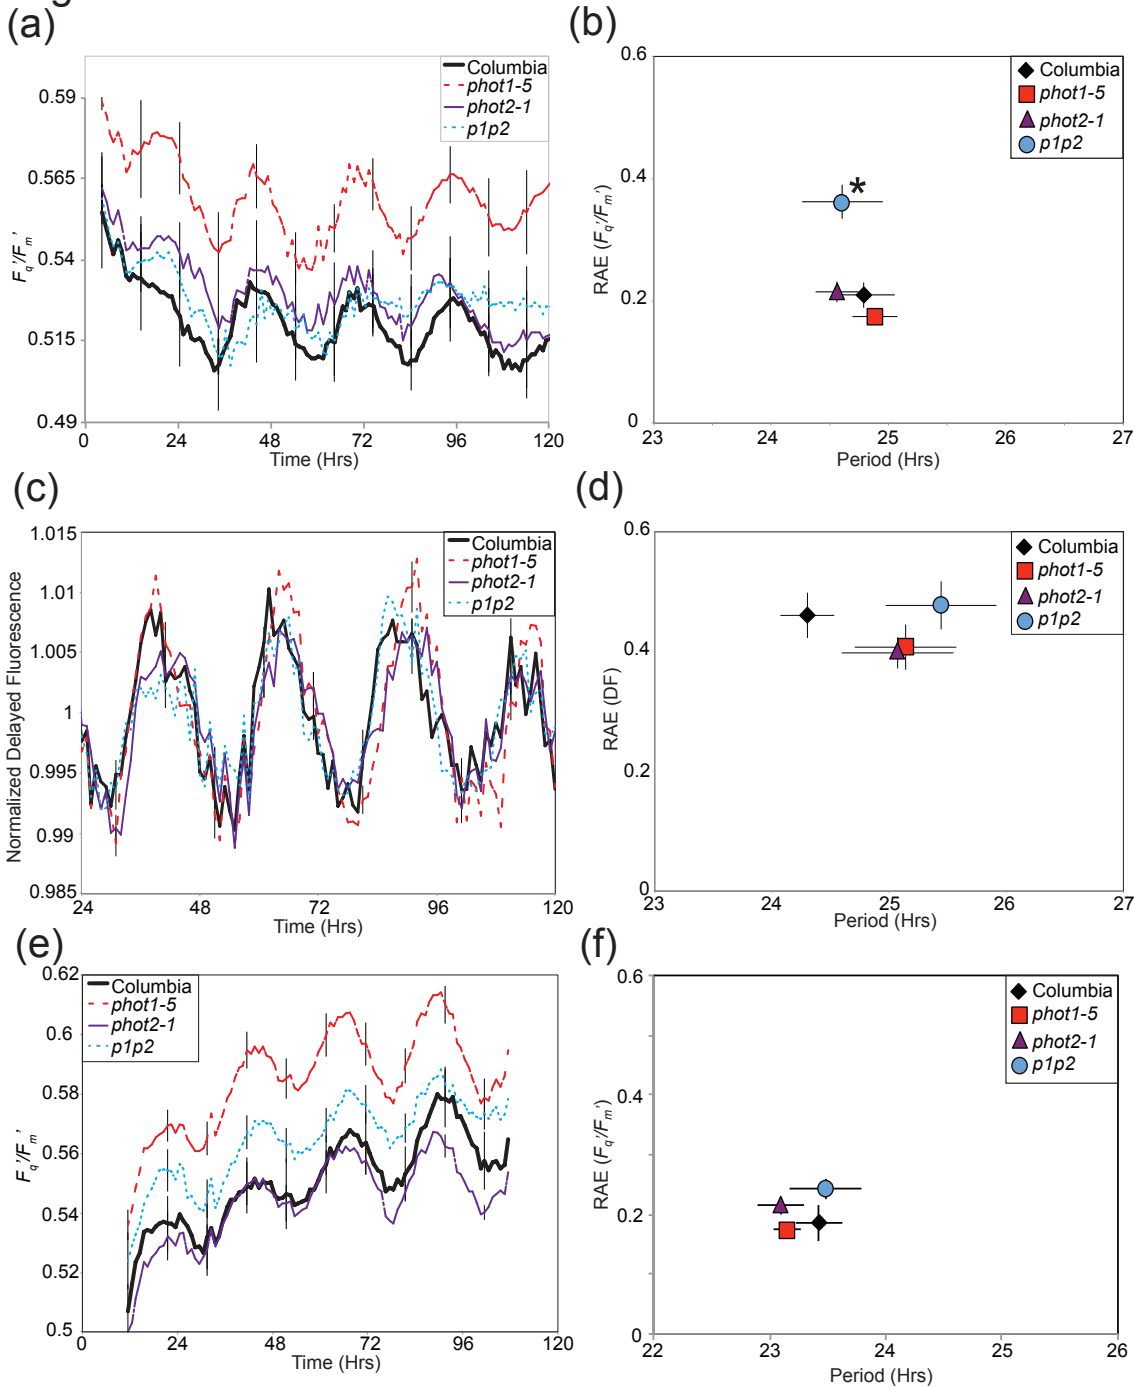 (a)
Columbia
phot1-5
phot2-1
p1p2
0.59
0.565
0.54
0.515
0.49
Fq'/Fm'
0 24 48 72 96 120
Time (Hrs)
(b)
Columbia
phot1-5
phot2-1
p1p2
*
0.6
0.4
0.2
0
RAE (Fq'/Fm')
23 24 25 26 27
Period (Hrs)
(c)
Columbia
phot1-5
phot2-1
p1p2
1.015
1.01
1.005
1
0.995
0.99
0.985
Normalized Delayed Fluorescence
24 48 72 96 120
Time (Hrs)
(d)
Columbia
phot1-5
phot2-1
p1p2
0.6
0.4
0.2
0
RAE (DF)
23 24 25 26 27
Period (Hrs)
(e)
Columbia
phot1-5
phot2-1
p1p2
0.62
0.6
0.58
0.56
0.54
0.52
0.5
Fq'/Fm'
0 24 48 72 96 120
Time (Hrs)
(f)
Columbia
phot1-5
phot2-1
p1p2
0.6
0.4
0.2
0
RAE (Fq'/Fm')
22 23 24 25 26
Period (Hrs)